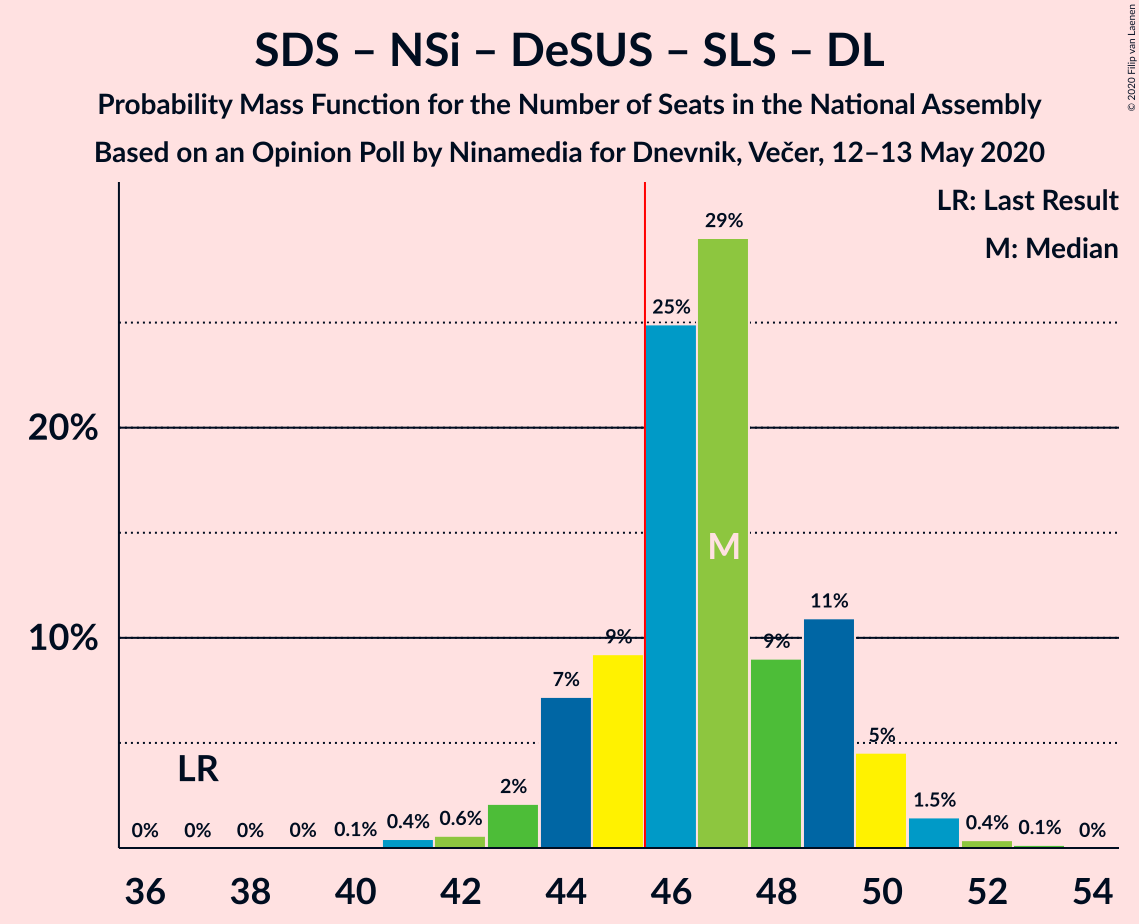 SDS – NSi – DeSUS – SLS – DL
Probability Mass Function for the Number of Seats in the National Assembly
Based on an Opinion Poll by Ninamedia for Dnevnik, Večer, 12–13 May 2020
© 2020 Filip van Laenen
LR: Last Result
M: Median
20%
10%
0%
0%
0%
0%
0.1%
0.4%
0.6%
2%
7%
9%
25%
29%
9%
11%
5%
1.5%
0.4%
0.1%
0%
LR
M
36 38 40 42 44 46 48 50 52 54